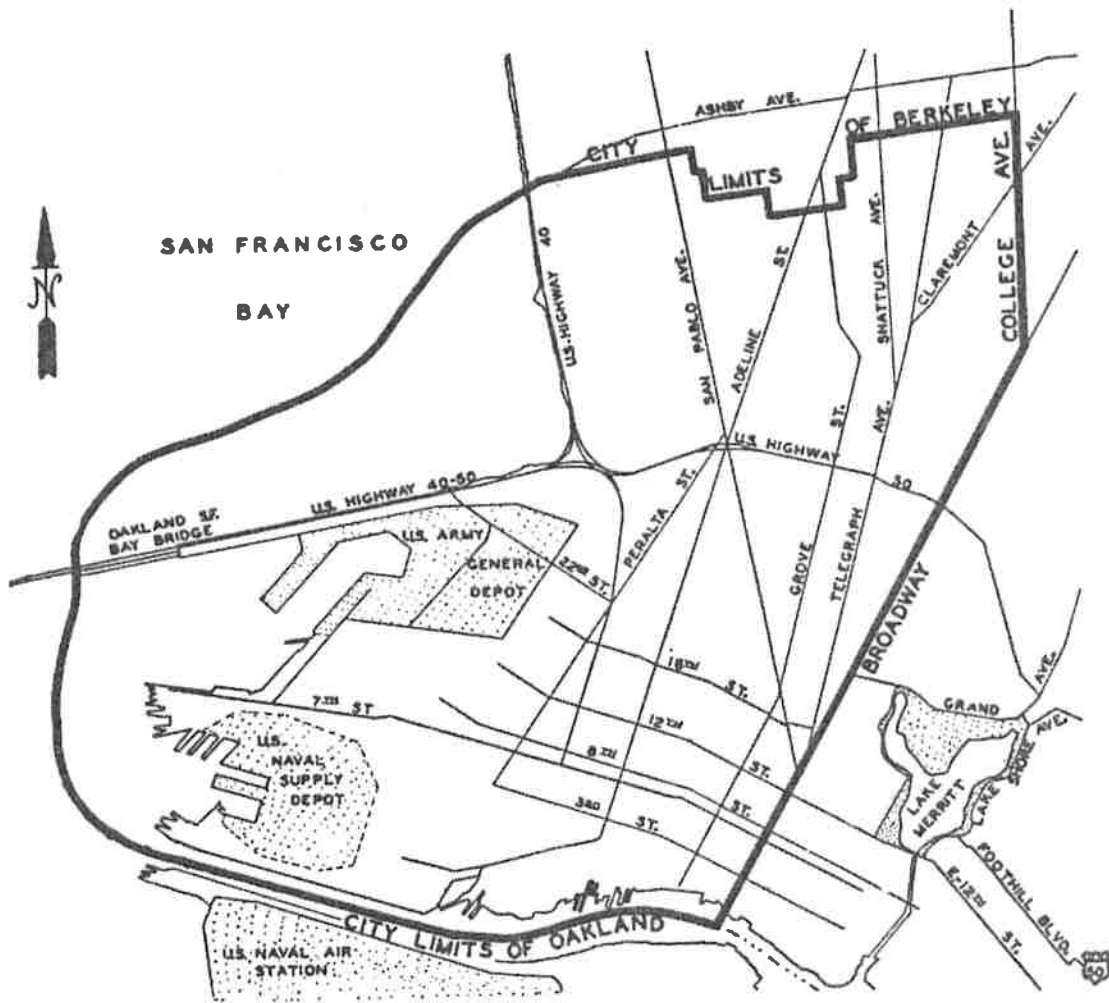 ASHBY AVE.
CITY
LIMITS
OF BERKELEY
SAN FRANCISCO
BAY
N
U.S. HIGHWAY 40
SAN PABLO AVE.
ADELINE ST.
SHATTUCK AVE.
CLAREMONT AVE.
COLLEGE AVE.
U.S. HIGHWAY 50
GROVE ST.
TELEGRAPH AVE.
BROADWAY
OAKLAND S.F.
BAY BRIDGE
U.S. HIGHWAY 40-50
U.S. ARMY
GENERAL
DEPOT
22ND ST.
PERALTA ST.
18TH ST.
12TH ST.
7TH ST
8TH ST.
3RD ST.
U.S.
NAVAL
SUPPLY
DEPOT
GRAND AVE.
LAKE SHORE AVE.
LAKE
MERRITT
FOOTHILL BLVD.
E-12TH ST.
50
CITY LIMITS OF OAKLAND
U.S. NAVAL AIR
STATION